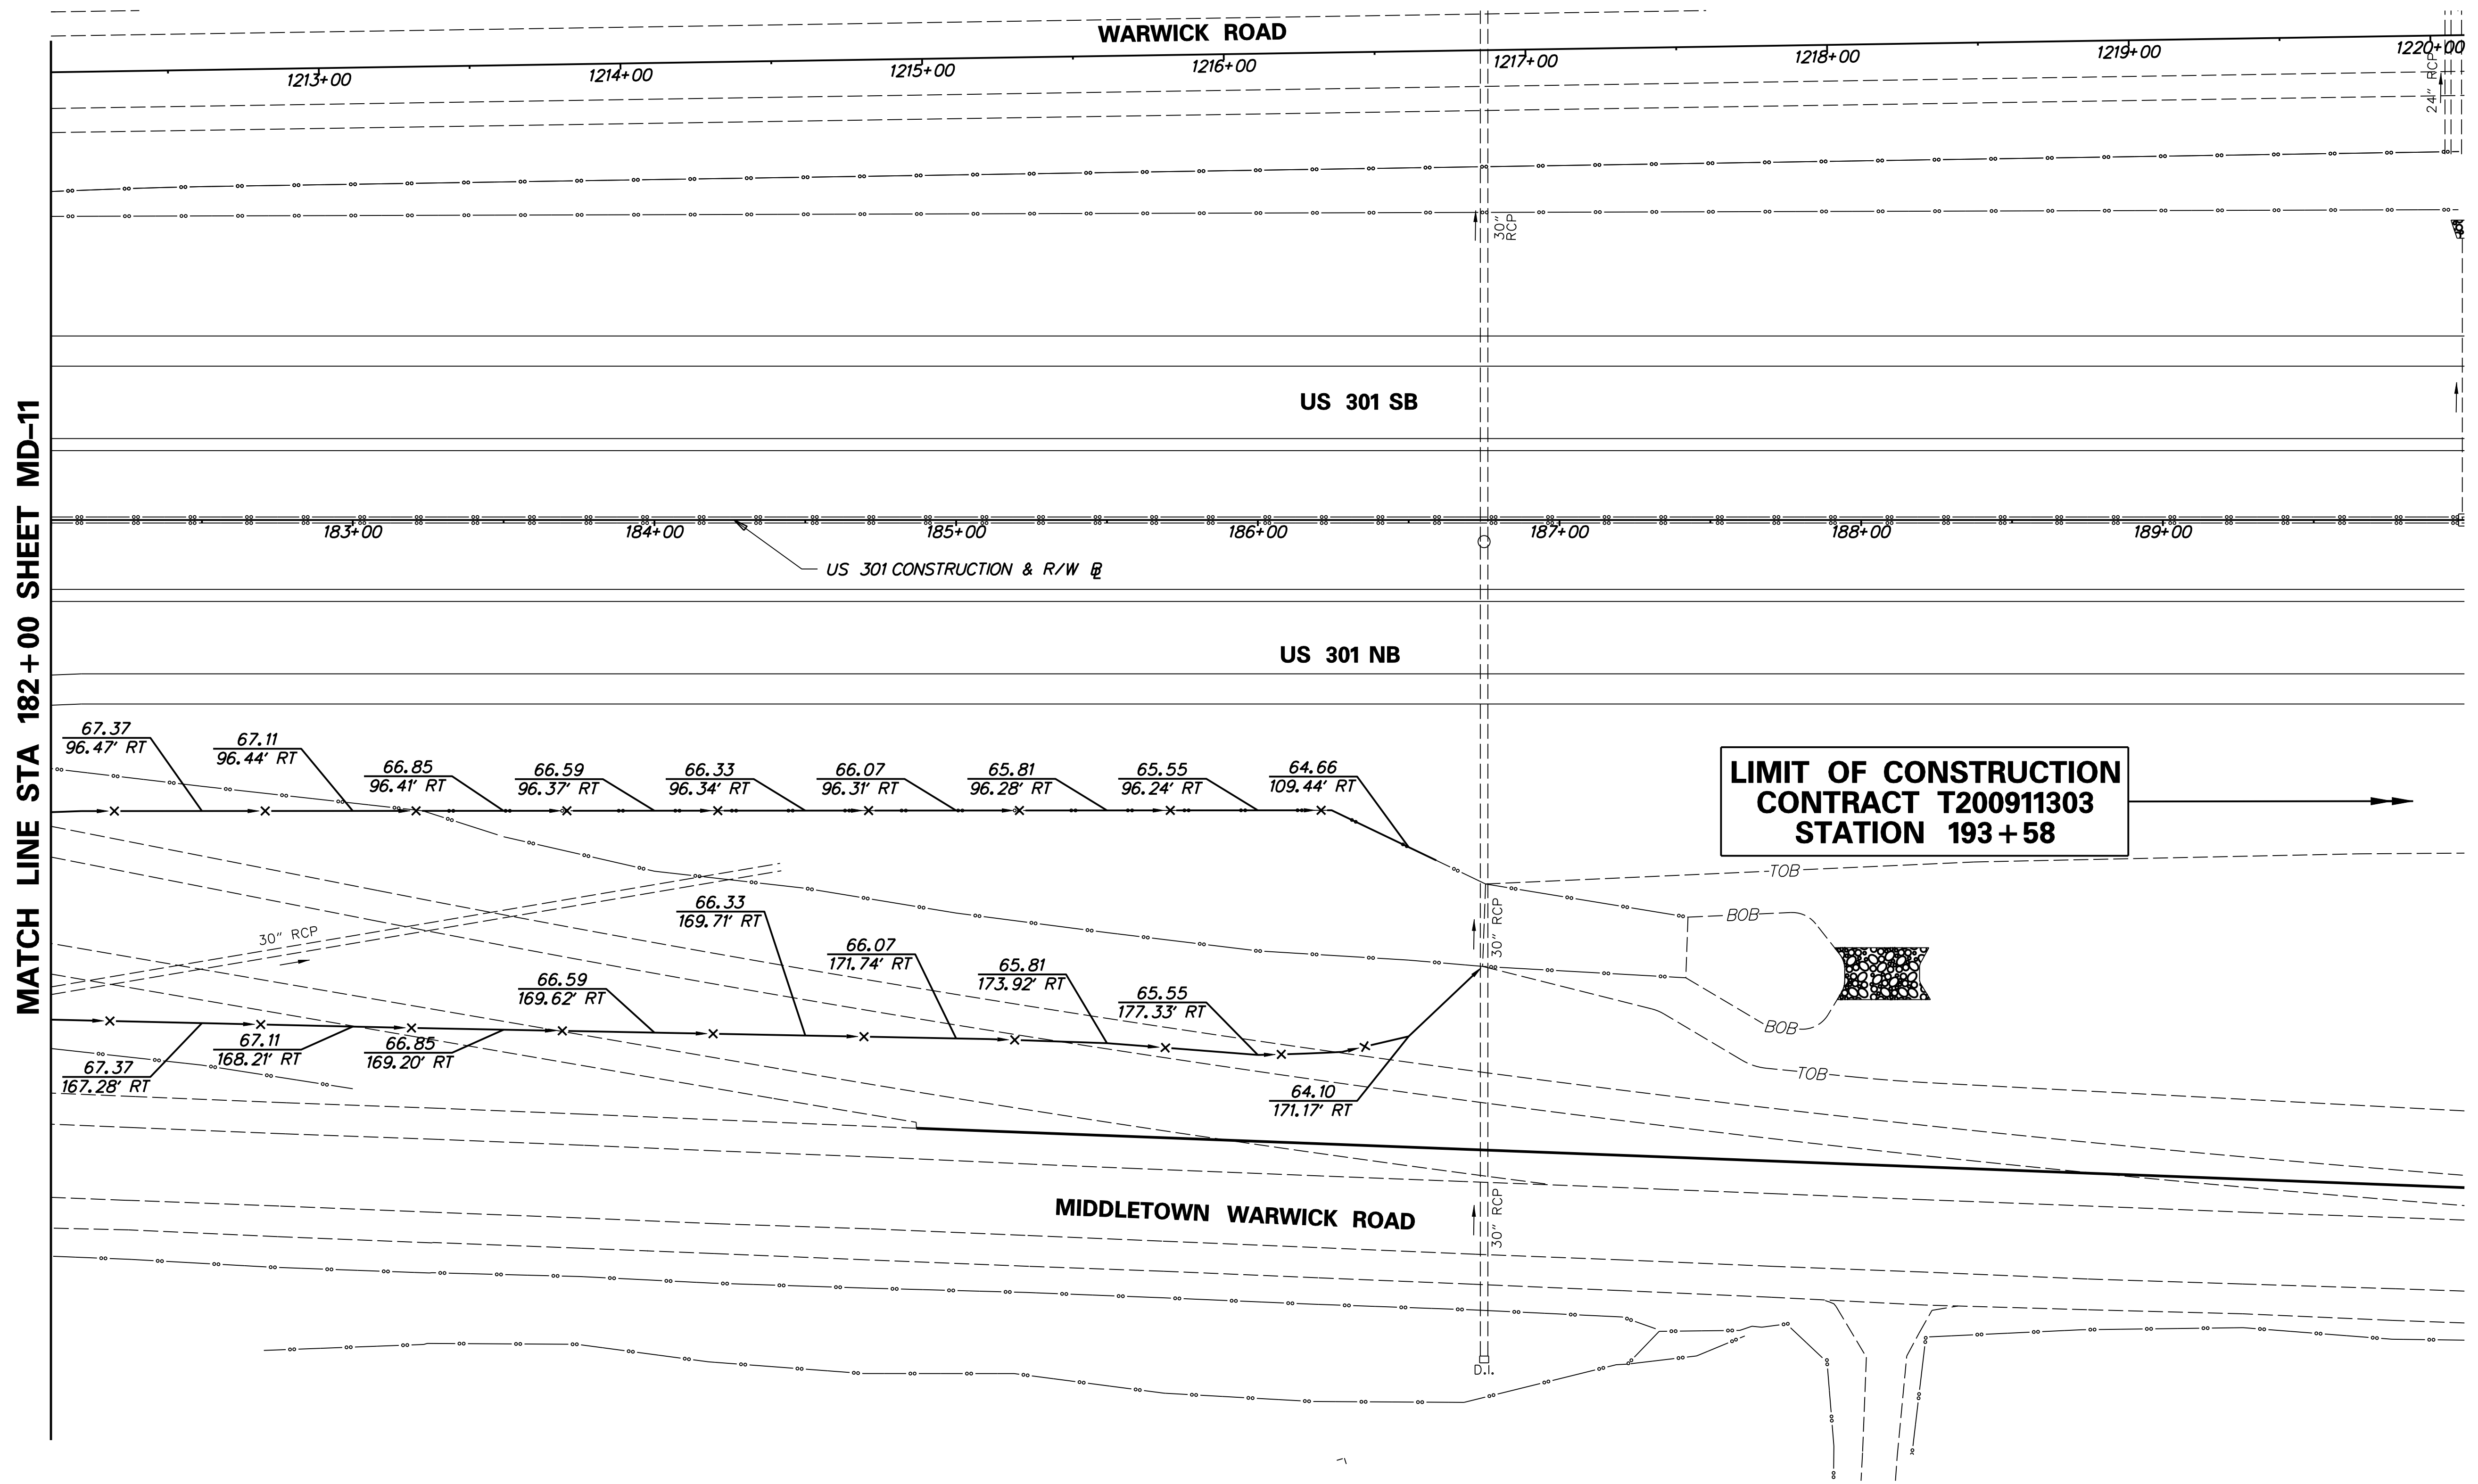 WARWICK ROAD
1213+00
1214+00
1215+00
1216+00
1217+00
1218+00
1219+00
1220+00
24" RCP
30"
RCP
MATCH LINE STA 182+00 SHEET MD-11
US 301 SB
183+00
184+00
185+00
186+00
187+00
188+00
189+00
US 301 CONSTRUCTION & R/W
US 301 NB
67.37
96.47' RT
67.11
96.44' RT
66.85
96.41' RT
66.59
96.37' RT
66.33
96.34' RT
66.07
96.31' RT
65.81
96.28' RT
65.55
96.24' RT
64.66
109.44' RT
LIMIT OF CONSTRUCTION
CONTRACT T200911303
STATION 193+58
TOB
BOB
30" RCP
30" RCP
66.33
169.71' RT
66.07
171.74' RT
65.81
173.92' RT
66.59
169.62' RT
65.55
177.33' RT
BOB
TOB
67.37
167.28' RT
67.11
168.21' RT
66.85
169.20' RT
64.10
171.17' RT
30" RCP
MIDDLETOWN WARWICK ROAD
D.I.